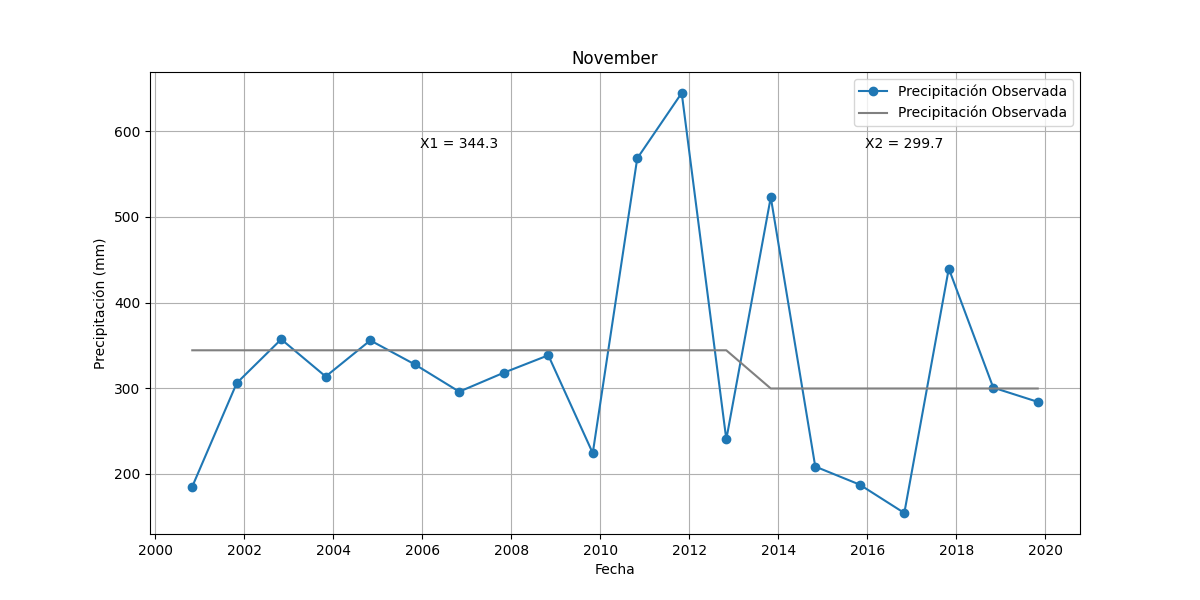 November
Precipitación Observada
Precipitación Observada
X1 = 344.3
X2 = 299.7
Precipitación (mm)
600
500
400
300
200
2000 2002 2004 2006 2008 2010 2012 2014 2016 2018 2020
Fecha